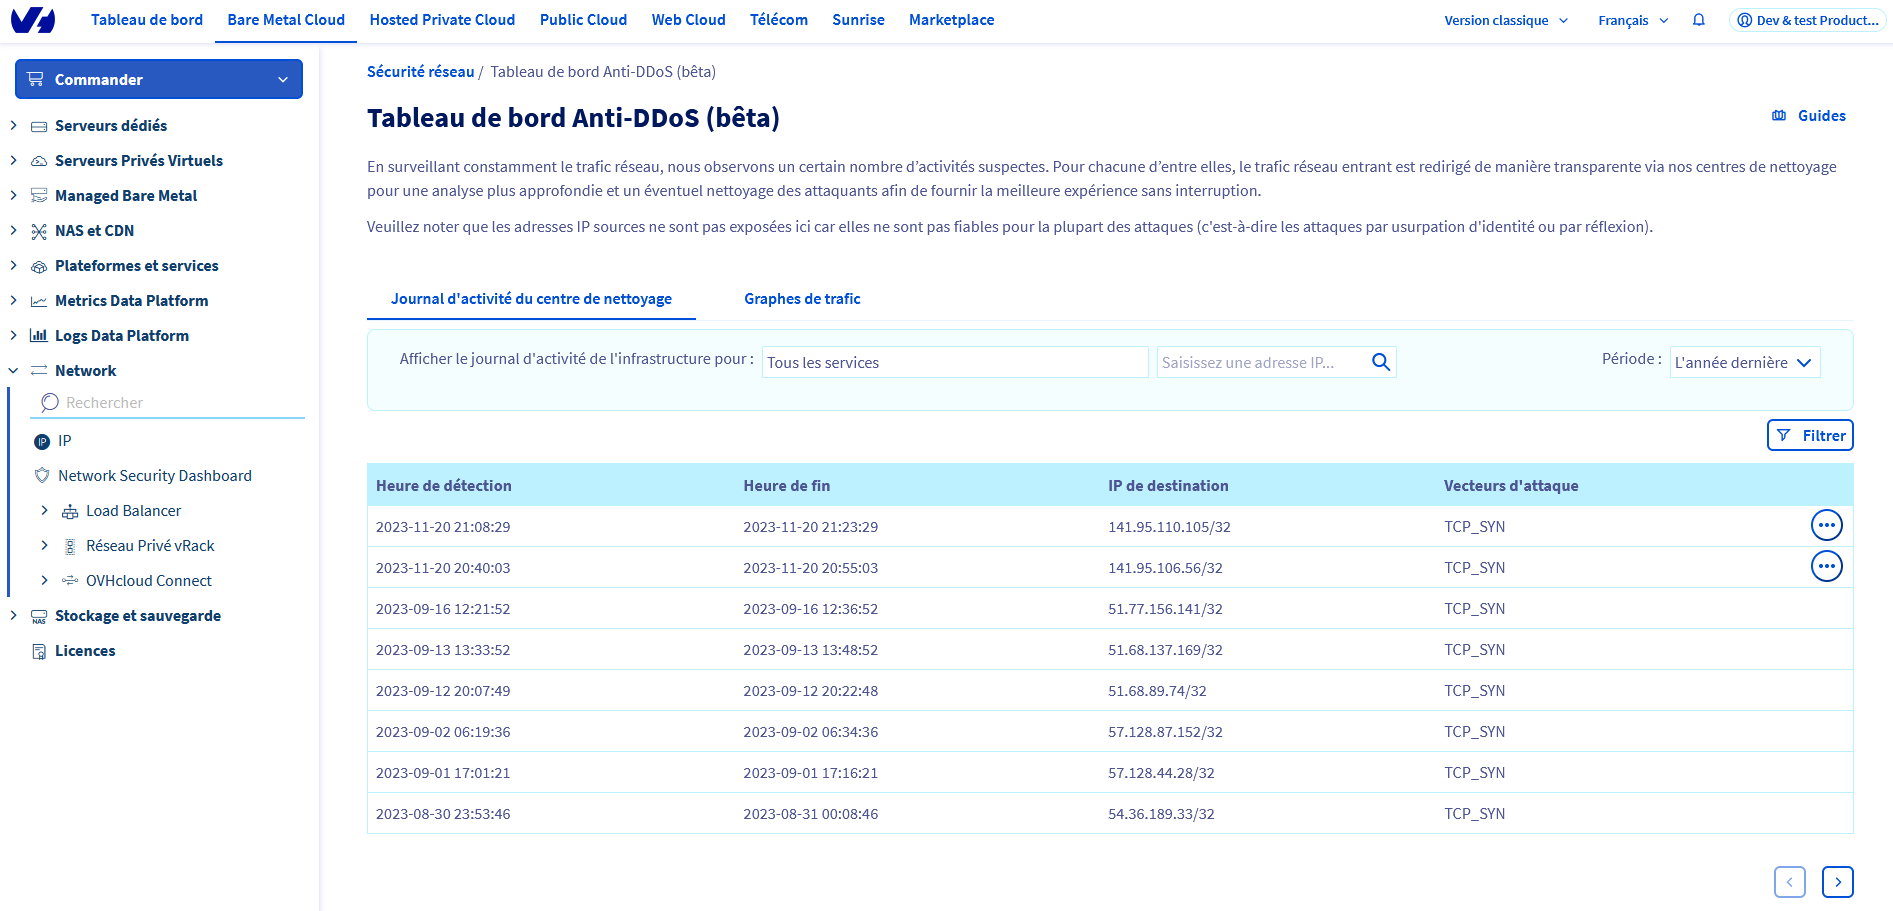 Tableau de bord Bare Metal Cloud Hosted Private Cloud Public Cloud Web Cloud Télécom Sunrise Marketplace Version classique Français Dev & test Product...
Commander
Serveurs dédiés
Serveurs Privés Virtuels
Managed Bare Metal
NAS et CDN
Plateformes et services
Metrics Data Platform
Logs Data Platform
Network
Rechercher
IP IP
Network Security Dashboard
Load Balancer
Réseau Privé vRack
OVHcloud Connect
NAS Stockage et sauvegarde
Licences
Sécurité réseau / Tableau de bord Anti-DDoS (bêta)
Tableau de bord Anti-DDoS (bêta)
Guides
En surveillant constamment le trafic réseau, nous observons un certain nombre d’activités suspectes. Pour chacune d’entre elles, le trafic réseau entrant est redirigé de manière transparente via nos centres de nettoyage
pour une analyse plus approfondie et un éventuel nettoyage des attaquants afin de fournir la meilleure expérience sans interruption.
Veuillez noter que les adresses IP sources ne sont pas exposées ici car elles ne sont pas fiables pour la plupart des attaques (c'est-à-dire les attaques par usurpation d'identité ou par réflexion).
Journal d'activité du centre de nettoyage Graphes de trafic
Afficher le journal d'activité de l'infrastructure pour : Tous les services Saisissez une adresse IP... Période : L'année dernière
Filtrer
Heure de détection Heure de fin IP de destination Vecteurs d'attaque
2023-11-20 21:08:29 2023-11-20 21:23:29 141.95.110.105/32 TCP_SYN
2023-11-20 20:40:03 2023-11-20 20:55:03 141.95.106.56/32 TCP_SYN
2023-09-16 12:21:52 2023-09-16 12:36:52 51.77.156.141/32 TCP_SYN
2023-09-13 13:33:52 2023-09-13 13:48:52 51.68.137.169/32 TCP_SYN
2023-09-12 20:07:49 2023-09-12 20:22:48 51.68.89.74/32 TCP_SYN
2023-09-02 06:19:36 2023-09-02 06:34:36 57.128.87.152/32 TCP_SYN
2023-09-01 17:01:21 2023-09-01 17:16:21 57.128.44.28/32 TCP_SYN
2023-08-30 23:53:46 2023-08-31 00:08:46 54.36.189.33/32 TCP_SYN